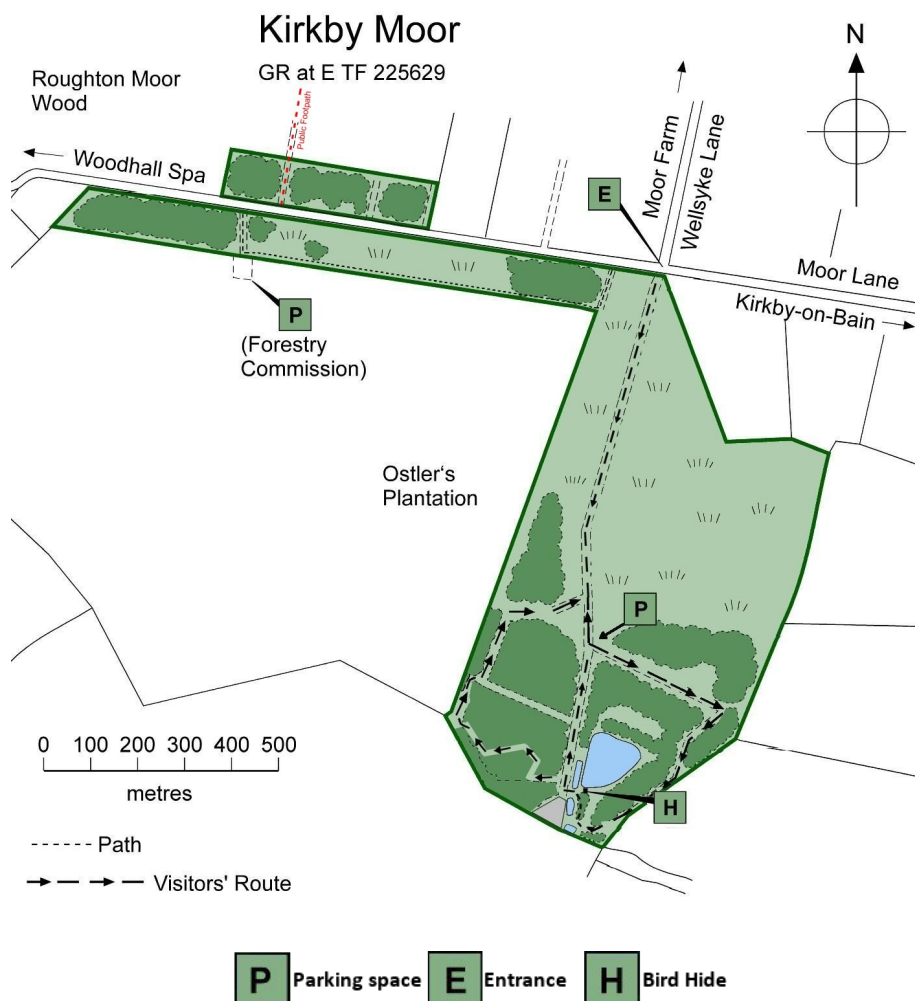 Kirkby Moor
GR at E TF 225629
N
Roughton Moor
Wood
Public Footpath
Woodhall Spa
Moor Farm
Wellsyke Lane
E
Moor Lane
Kirkby-on-Bain
P
(Forestry
Commission)
Ostler‘s
Plantation
P
0 100 200 300 400 500
metres
H
Path
Visitors' Route
P Parking space E Entrance H Bird Hide